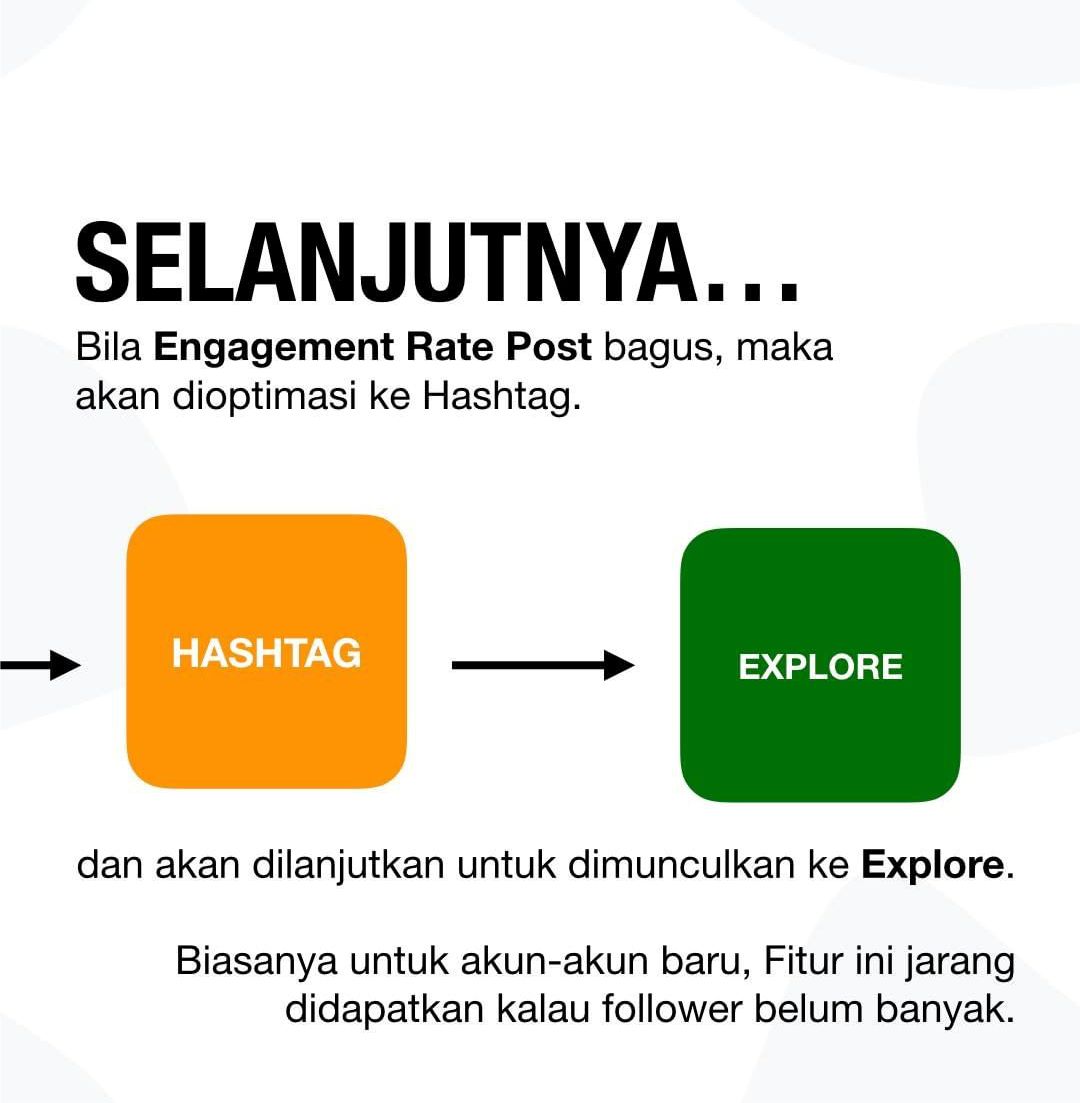 SELANJUTNYA...
Bila Engagement Rate Post bagus, maka
akan dioptimasi ke Hashtag.
HASHTAG
EXPLORE
dan akan dilanjutkan untuk dimunculkan ke Explore.
Biasanya untuk akun-akun baru, Fitur ini jarang
didapatkan kalau follower belum banyak.